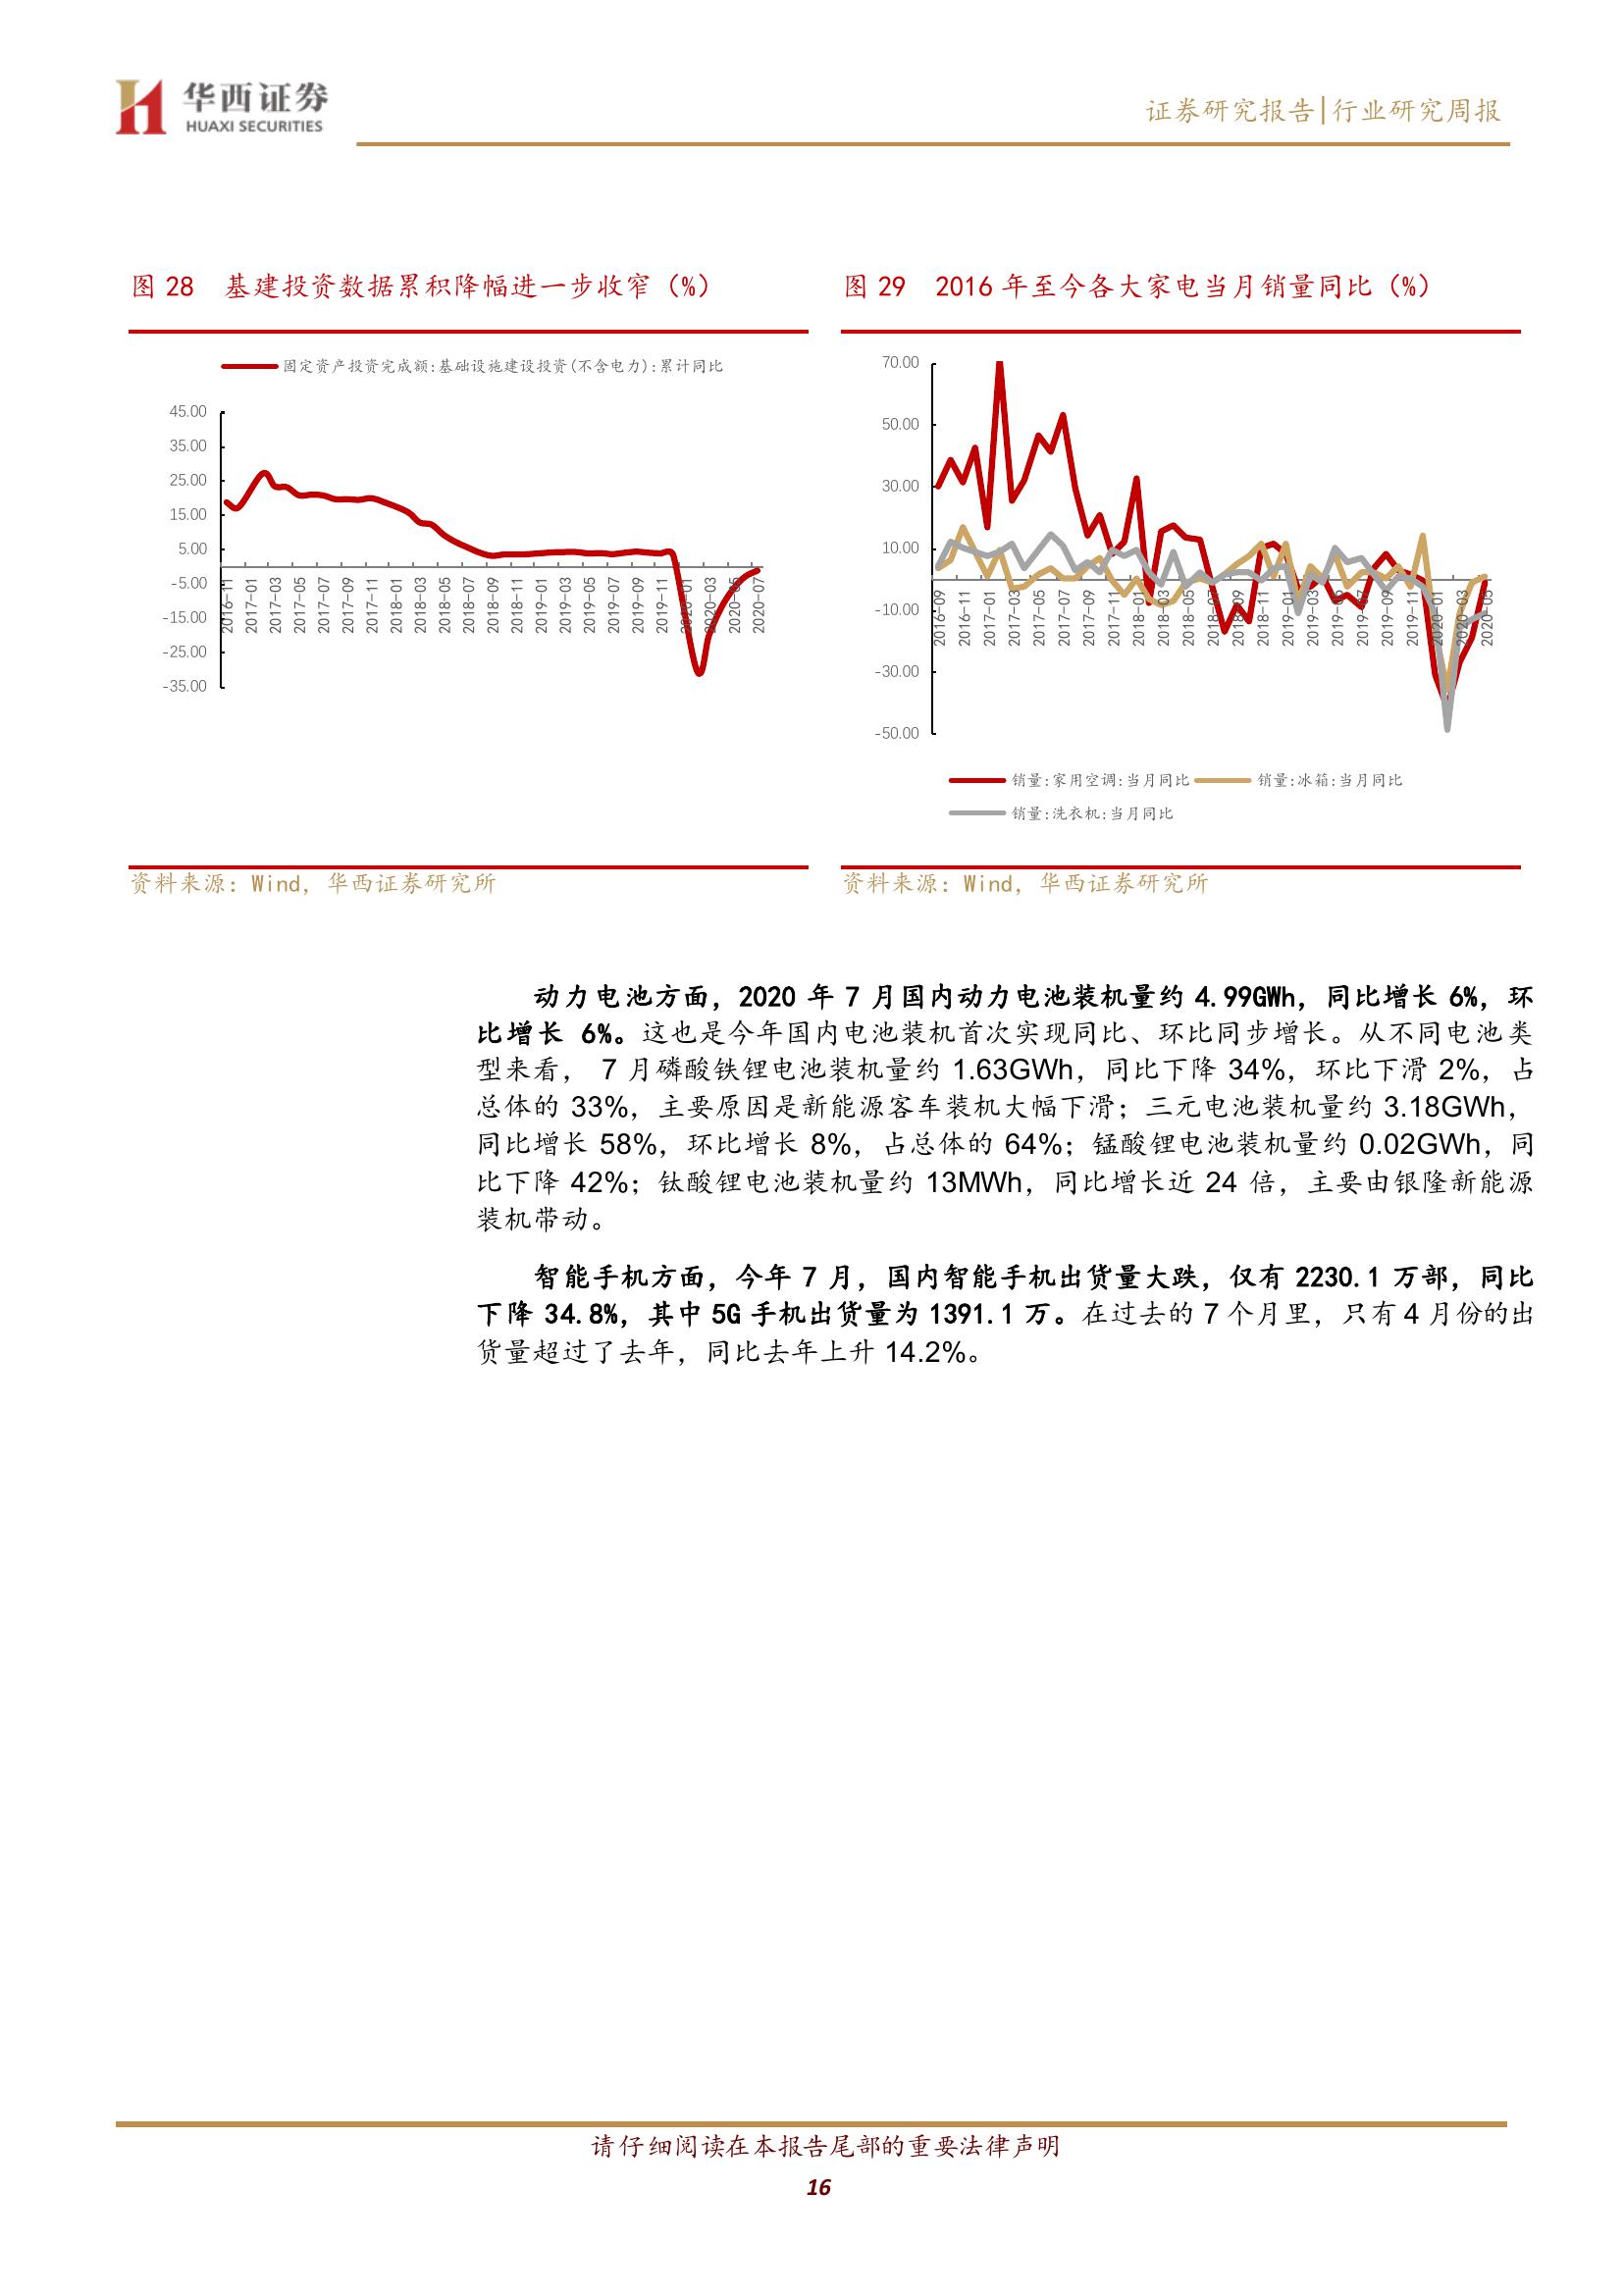 华西证券
HUAXI SECURITIES
证券研究报告|行业研究周报
图 28 基建投资数据累积降幅进一步收窄（%）
固定资产投资完成额:基础设施建设投资(不含电力):累计同比
45.00
35.00
25.00
15.00
5.00
-5.00
-15.00
-25.00
-35.00
2016-11
2017-01
2017-03
2017-05
2017-07
2017-09
2017-11
2018-01
2018-03
2018-05
2018-07
2018-09
2018-11
2019-01
2019-03
2019-05
2019-07
2019-09
2019-11
2020-01
2020-03
2020-05
2020-07
资料来源：Wind，华西证券研究所
图 29 2016 年至今各大家电当月销量同比（%）
70.00
50.00
30.00
10.00
-10.00
-30.00
-50.00
2016-09
2016-11
2017-01
2017-03
2017-05
2017-07
2017-09
2017-11
2018-01
2018-03
2018-05
2018-07
2018-09
2018-11
2019-01
2019-03
2019-05
2019-07
2019-09
2019-11
2020-01
2020-03
2020-05
销量:家用空调:当月同比
销量:冰箱:当月同比
销量:洗衣机:当月同比
资料来源：Wind，华西证券研究所
动力电池方面，2020 年 7 月国内动力电池装机量约 4.99GWh，同比增长 6%，环
比增长 6%。这也是今年国内电池装机首次实现同比、环比同步增长。从不同电池类
型来看， 7 月磷酸铁锂电池装机量约 1.63GWh，同比下降 34%，环比下滑 2%，占
总体的 33%，主要原因是新能源客车装机大幅下滑；三元电池装机量约 3.18GWh，
同比增长 58%，环比增长 8%，占总体的 64%；锰酸锂电池装机量约 0.02GWh，同
比下降 42%；钛酸锂电池装机量约 13MWh，同比增长近 24 倍，主要由银隆新能源
装机带动。
智能手机方面，今年 7 月，国内智能手机出货量大跌，仅有 2230.1 万部，同比
下降 34.8%，其中 5G 手机出货量为 1391.1 万。在过去的 7 个月里，只有 4 月份的出
货量超过了去年，同比去年上升 14.2%。
请仔细阅读在本报告尾部的重要法律声明
16